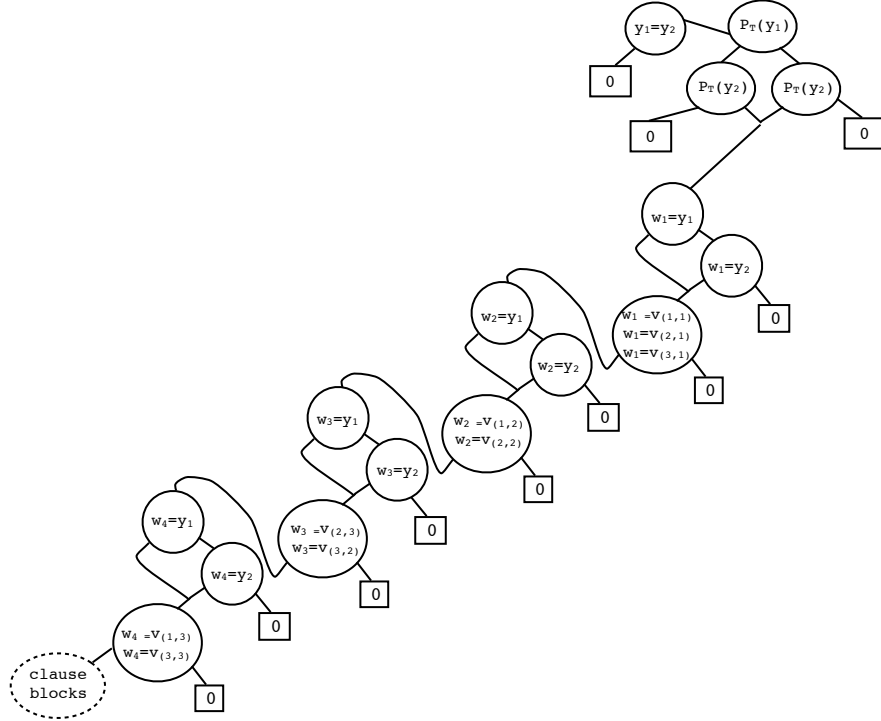 y₁=y₂
P_T(y₁)
0
P_T(y₂)
P_T(y₂)
0
0
w₁=y₁
w₁=y₂
0
w₁ =v₍₁,₁₎
w₁=v₍₂,₁₎
w₁=v₍₃,₁₎
0
w₂=y₁
w₂=y₂
0
w₂ =v₍₁,₂₎
w₂=v₍₂,₂₎
0
w₃=y₁
w₃=y₂
0
w₃ =v₍₂,₃₎
w₃=v₍₃,₂₎
0
w₄=y₁
w₄=y₂
0
w₄ =v₍₁,₃₎
w₄=v₍₃,₃₎
0
clause
blocks